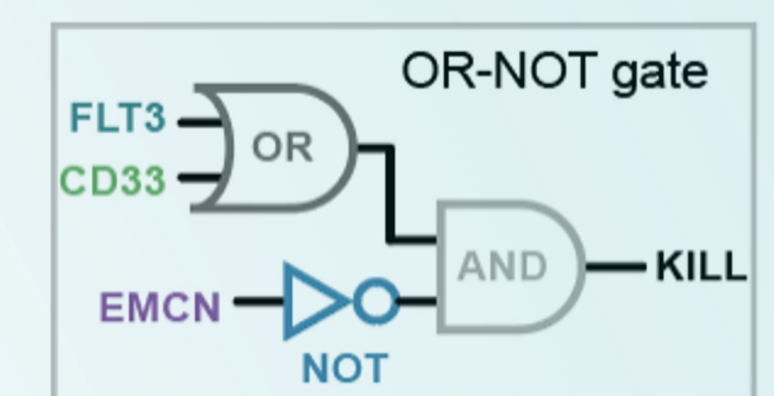 OR-NOT gate
FLT3
OR
CD33
AND
KILL
EMCN
NOT